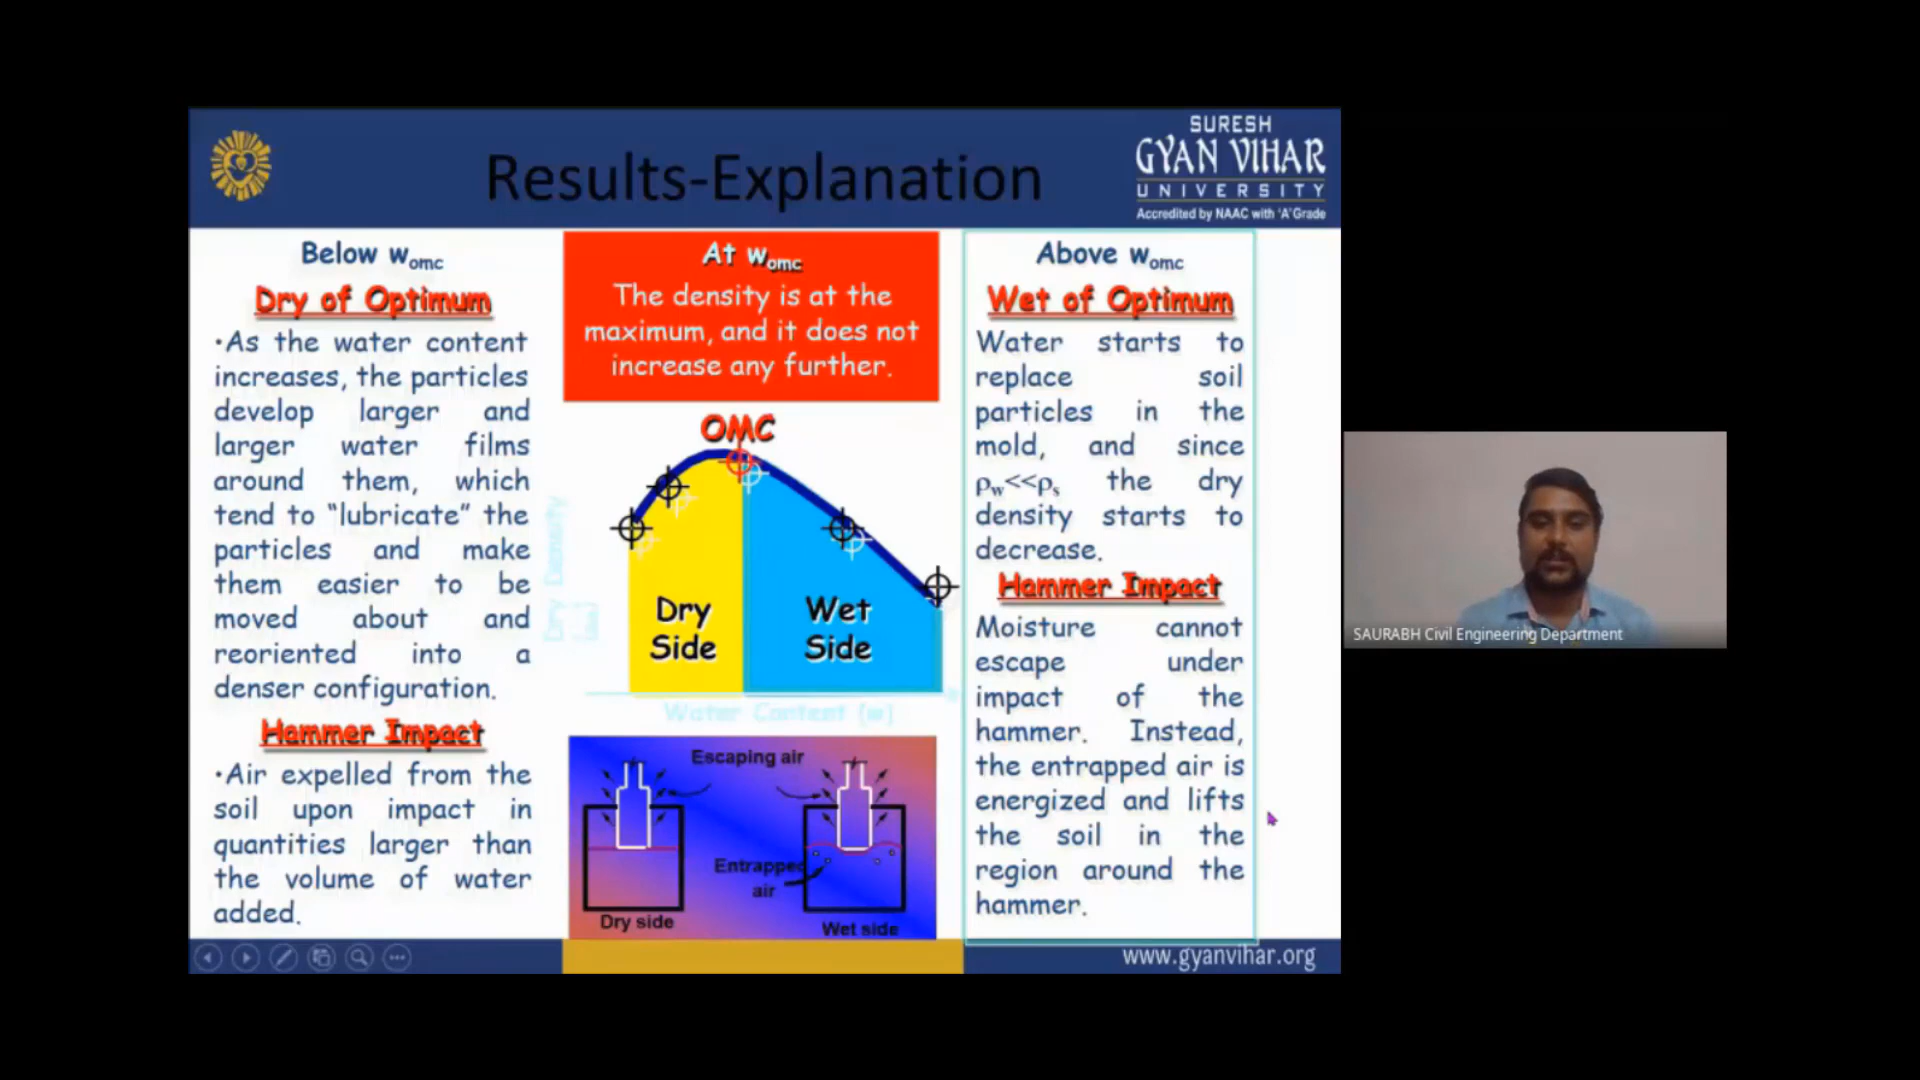 SURESH
GYAN VIHAR
UNIVERSITY
Accredited by NAAC with 'A' Grade
Results-Explanation
Below womc
Dry of Optimum
•As the water content
increases, the particles
develop larger and
larger water films
around them, which
tend to “lubricate” the
particles and make
them easier to be
moved about and
reoriented into a
denser configuration.
Hammer Impact
•Air expelled from the
soil upon impact in
quantities larger than
the volume of water
added.
At womc
The density is at the
maximum, and it does not
increase any further.
OMC
Dry Density
Dry
Side
Wet
Side
Water Content (w)
Escaping air
Entrapped
air
Dry side
Wet side
Above womc
Wet of Optimum
Water starts to
replace soil
particles in the
mold, and since
ρw<<ρs the dry
density starts to
decrease.
Hammer Impact
Moisture cannot
escape under
impact of the
hammer. Instead,
the entrapped air is
energized and lifts
the soil in the
region around the
hammer.
www.gyanvihar.org
SAURABH Civil Engineering Department